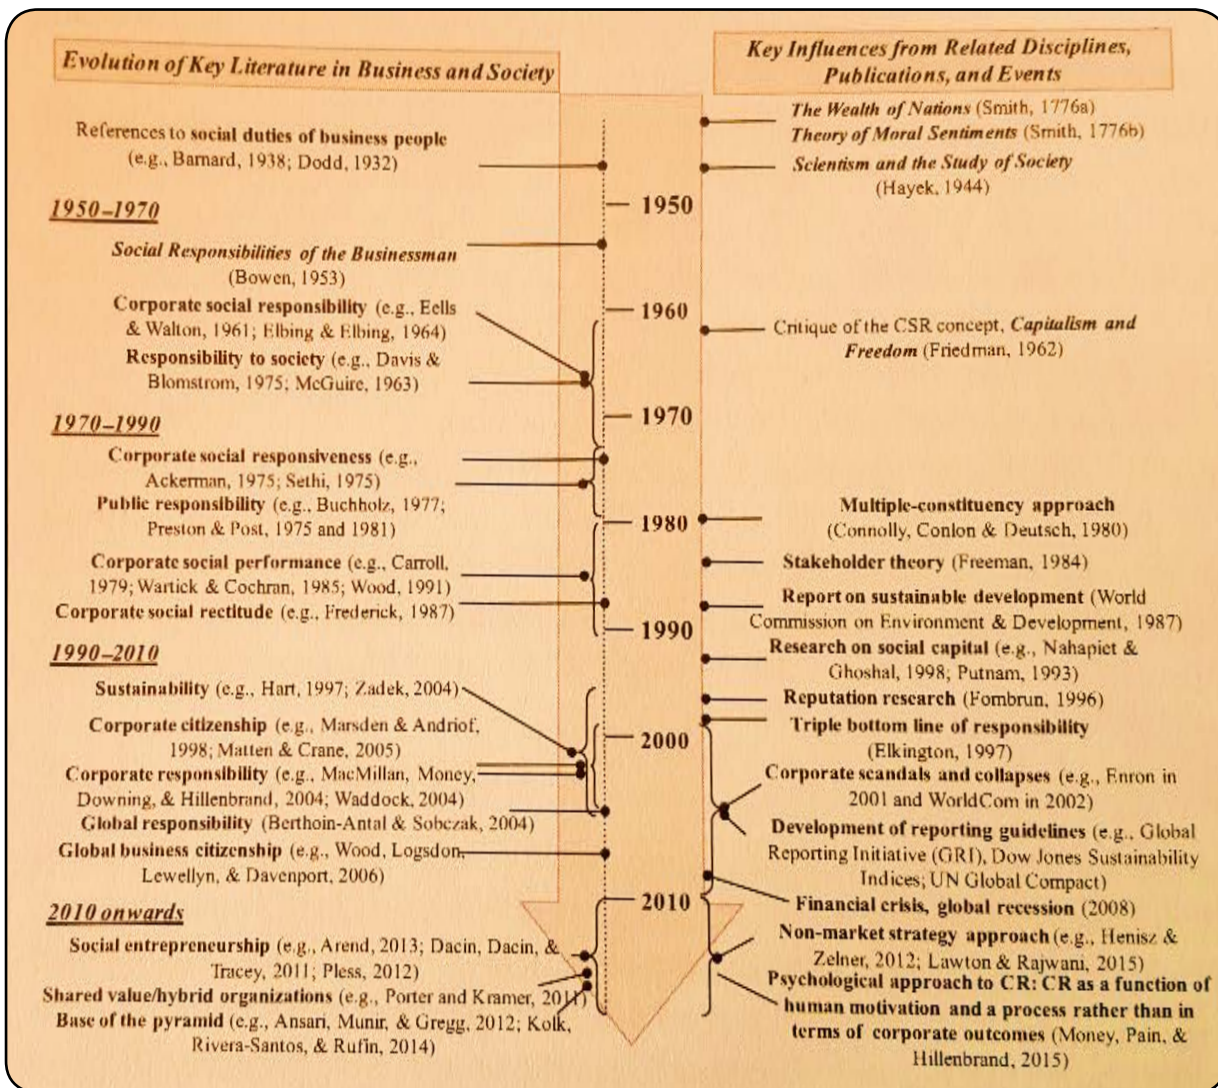 Evolution of Key Literature in Business and Society
References to social duties of business people
(e.g., Barnard, 1938; Dodd, 1932)
1950–1970
Social Responsibilities of the Businessman
(Bowen, 1953)
Corporate social responsibility (e.g., Eells
& Walton, 1961; Elbing & Elbing, 1964)
Responsibility to society (e.g., Davis &
Blomstrom, 1975; McGuire, 1963)
1970–1990
Corporate social responsiveness (e.g.,
Ackerman, 1975; Sethi, 1975)
Public responsibility (e.g., Buchholz, 1977;
Preston & Post, 1975 and 1981)
Corporate social performance (e.g., Carroll,
1979; Wartick & Cochran, 1985; Wood, 1991)
Corporate social rectitude (e.g., Frederick, 1987)
1990–2010
Sustainability (e.g., Hart, 1997; Zadek, 2004)
Corporate citizenship (e.g., Marsden & Andriof,
1998; Matten & Crane, 2005)
Corporate responsibility (e.g., MacMillan, Money,
Downing, & Hillenbrand, 2004; Waddock, 2004)
Global responsibility (Berthoin-Antal & Sobczak, 2004)
Global business citizenship (e.g., Wood, Logsdon,
Lewellyn, & Davenport, 2006)
2010 onwards
Social entrepreneurship (e.g., Arend, 2013; Dacin, Dacin, &
Tracey, 2011; Pless, 2012)
Shared value/hybrid organizations (e.g., Porter and Kramer, 2011)
Base of the pyramid (e.g., Ansari, Munir, & Gregg, 2012; Kolk,
Rivera-Santos, & Rufin, 2014)
1950
1960
1970
1980
1990
2000
2010
Key Influences from Related Disciplines,
Publications, and Events
The Wealth of Nations (Smith, 1776a)
Theory of Moral Sentiments (Smith, 1776b)
Scientism and the Study of Society
(Hayek, 1944)
Critique of the CSR concept, Capitalism and
Freedom (Friedman, 1962)
Multiple-constituency approach
(Connolly, Conlon & Deutsch, 1980)
Stakeholder theory (Freeman, 1984)
Report on sustainable development (World
Commission on Environment & Development, 1987)
Research on social capital (e.g., Nahapiet &
Ghoshal, 1998; Putnam, 1993)
Reputation research (Fombrun, 1996)
Triple bottom line of responsibility
(Elkington, 1997)
Corporate scandals and collapses (e.g., Enron in
2001 and WorldCom in 2002)
Development of reporting guidelines (e.g., Global
Reporting Initiative (GRI), Dow Jones Sustainability
Indices; UN Global Compact)
Financial crisis, global recession (2008)
Non-market strategy approach (e.g., Henisz &
Zelner, 2012; Lawton & Rajwani, 2015)
Psychological approach to CR: CR as a function of
human motivation and a process rather than in
terms of corporate outcomes (Money, Pain, &
Hillenbrand, 2015)